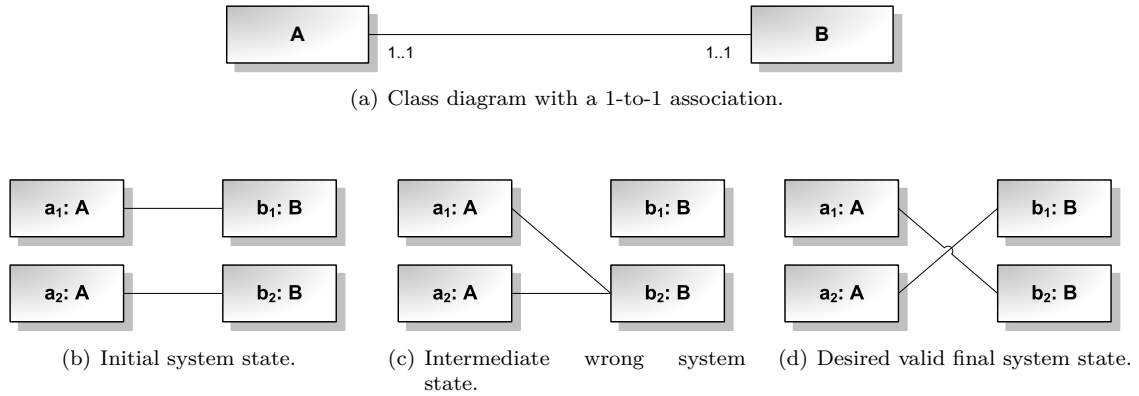 A B
1..1 1..1
(a) Class diagram with a 1-to-1 association.
a₁: A b₁: B a₁: A b₁: B a₁: A b₁: B
a₂: A b₂: B a₂: A b₂: B a₂: A b₂: B
(b) Initial system state.
(c) Intermediate wrong system
state.
(d) Desired valid final system state.